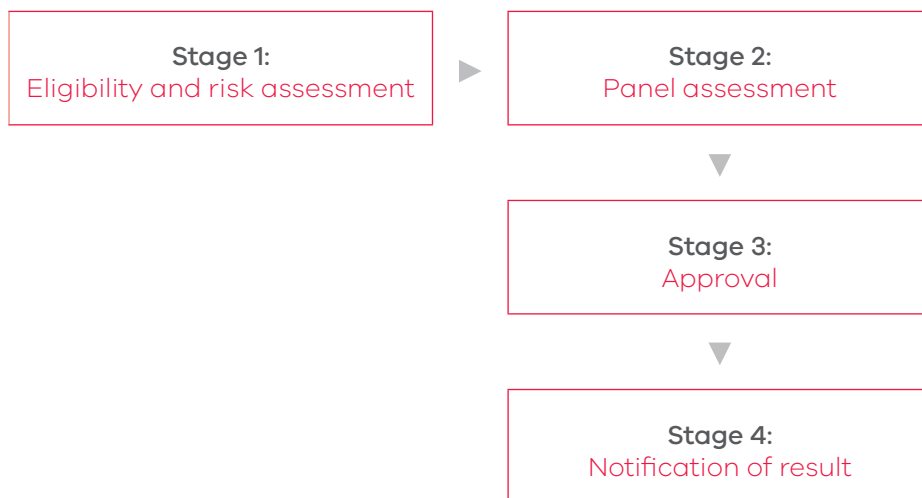 Stage 1:
Eligibility and risk assessment
Stage 2:
Panel assessment
Stage 3:
Approval
Stage 4:
Notification of result